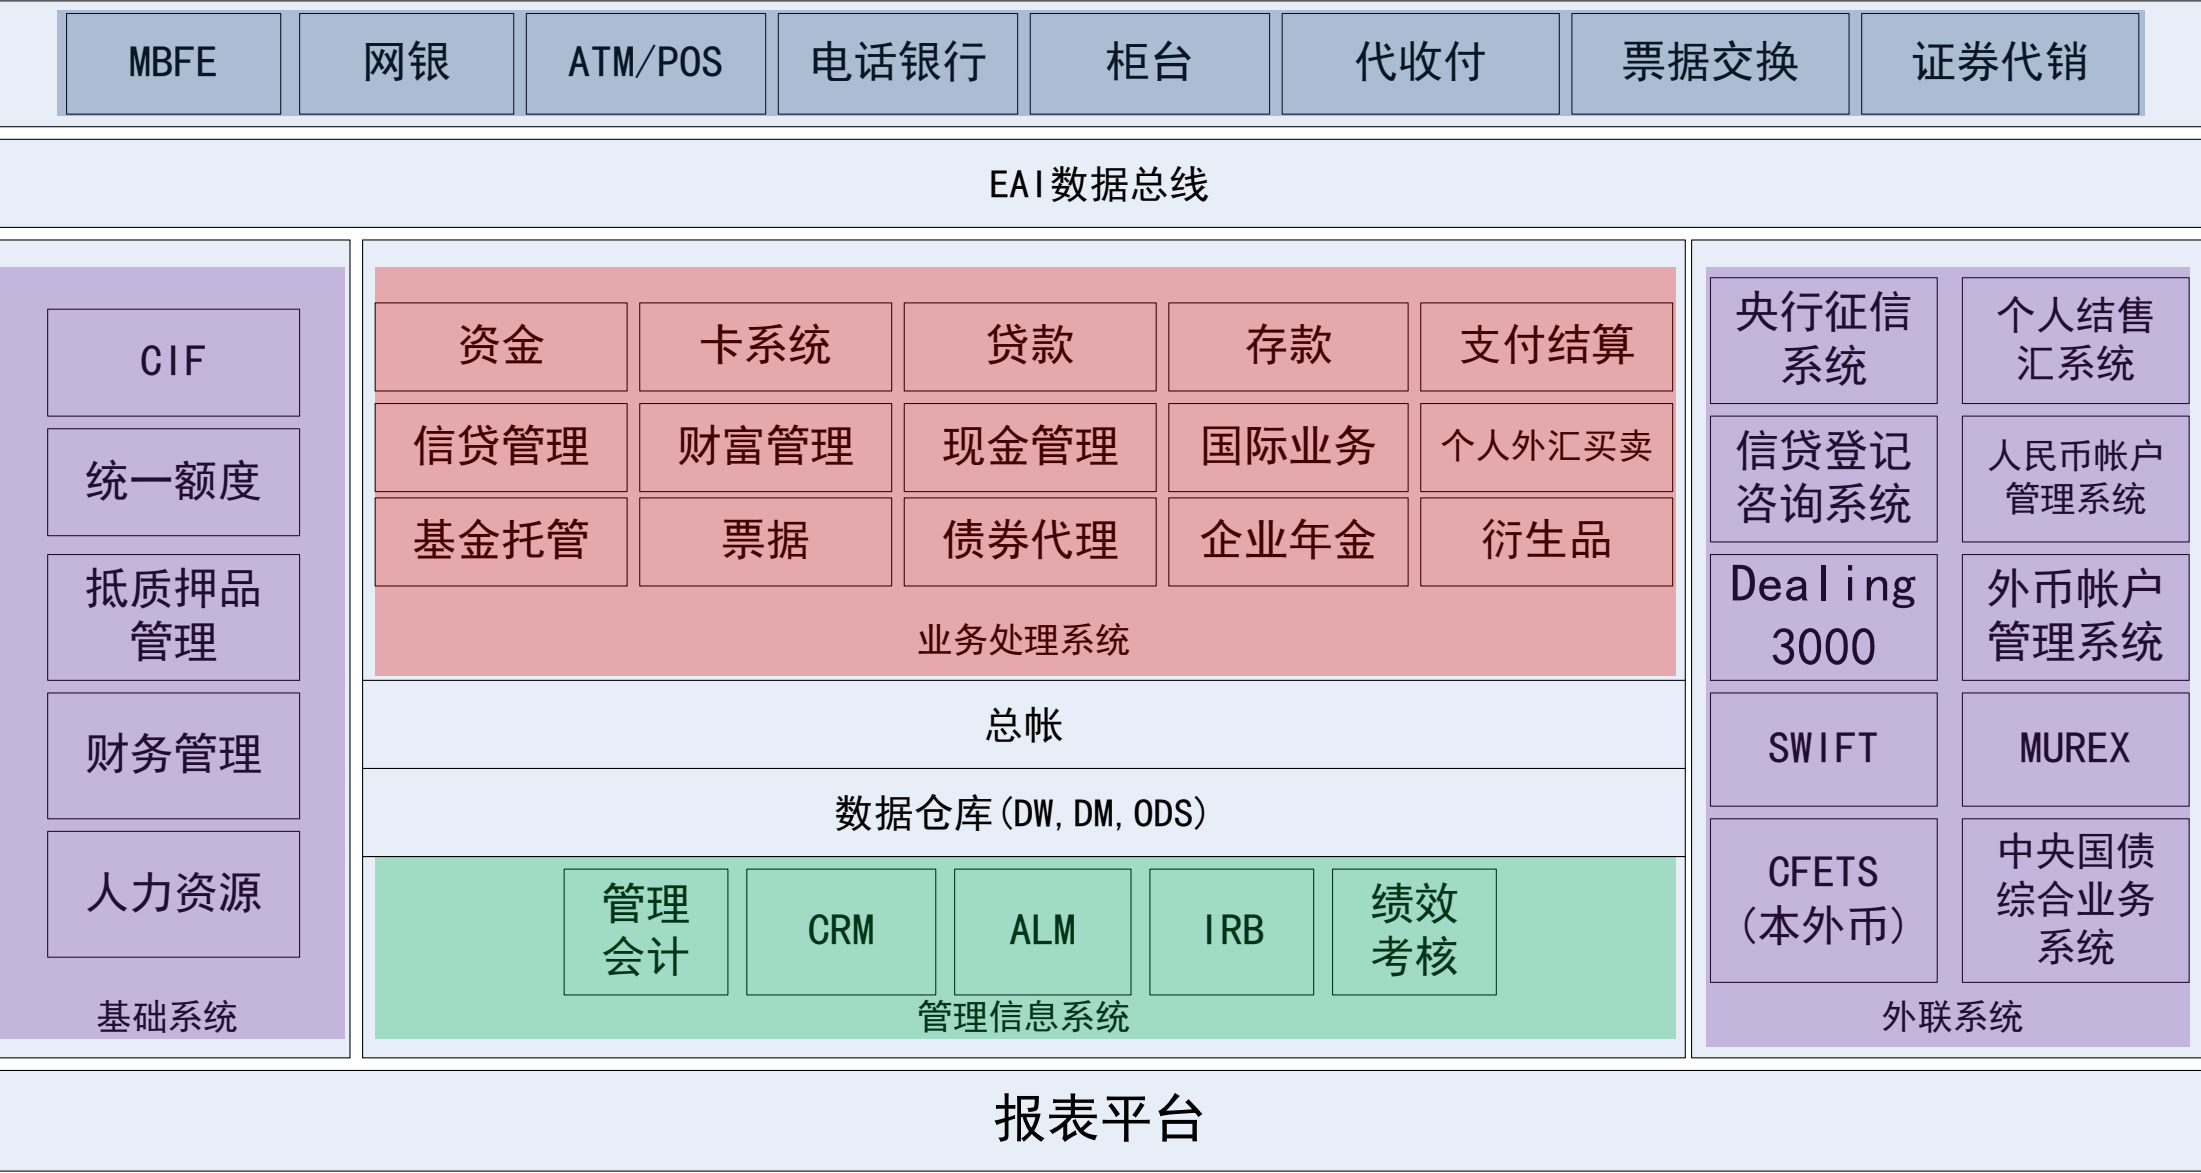 MBFE
网银
ATM/POS
电话银行
柜台
代收付
票据交换
证券代销
EAI数据总线
CIF
统一额度
抵质押品
管理
财务管理
人力资源
基础系统
资金
卡系统
贷款
存款
支付结算
信贷管理
财富管理
现金管理
国际业务
个人外汇买卖
基金托管
票据
债券代理
企业年金
衍生品
业务处理系统
总帐
数据仓库(DW,DM,ODS)
管理
会计
CRM
ALM
IRB
绩效
考核
管理信息系统
央行征信
系统
个人结售
汇系统
信贷登记
咨询系统
人民币帐户
管理系统
Dealing
3000
外币帐户
管理系统
SWIFT
MUREX
CFETS
(本外币)
中央国债
综合业务
系统
外联系统
报表平台